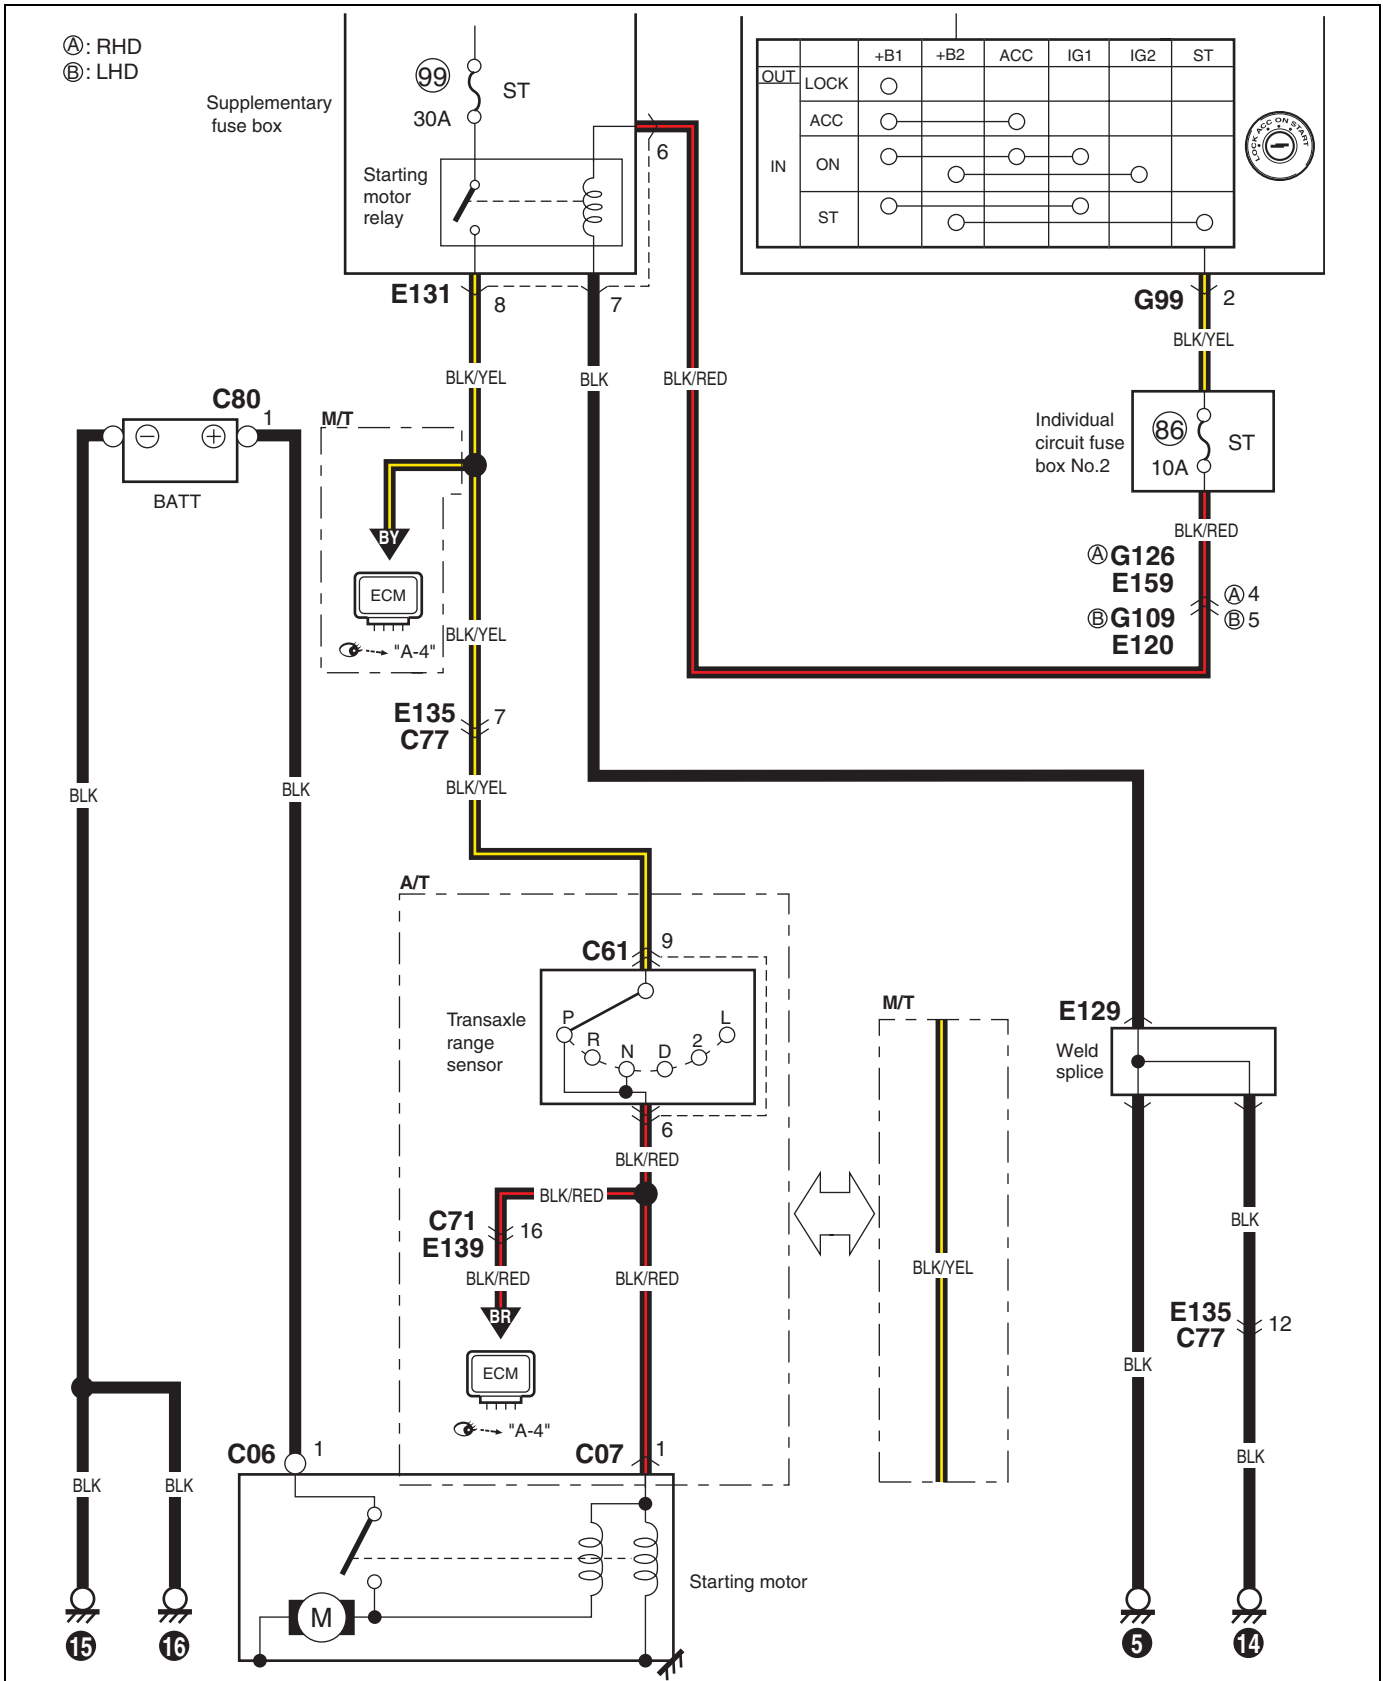 Ⓐ: RHD
Ⓑ: LHD
Supplementary
fuse box
99
30A
ST
Starting
motor
relay
6
+B1 +B2 ACC IG1 IG2 ST
OUT
LOCK
ACC
IN
ON
ST
LOCK ACC ON START
E131
8
7
G99
2
BLK/YEL
BLK/YEL
BLK
BLK/RED
C80
1
M/T
BATT
Individual
circuit fuse
box No.2
86
10A
ST
BLK/RED
BY
ECM
"A-4"
Ⓐ G126
E159
Ⓐ 4
Ⓑ G109
E120
Ⓑ 5
BLK/YEL
E135
C77
7
BLK
BLK
BLK/YEL
A/T
C61
9
Transaxle
range
sensor
P
R
N
D
2
L
6
M/T
E129
Weld
splice
BLK/RED
BLK/RED
C71
E139
16
BLK/RED
BLK/RED
BR
ECM
"A-4"
BLK/YEL
BLK
E135
C77
12
BLK
BLK
C06
1
C07
1
BLK
BLK
M
Starting motor
15
16
5
14